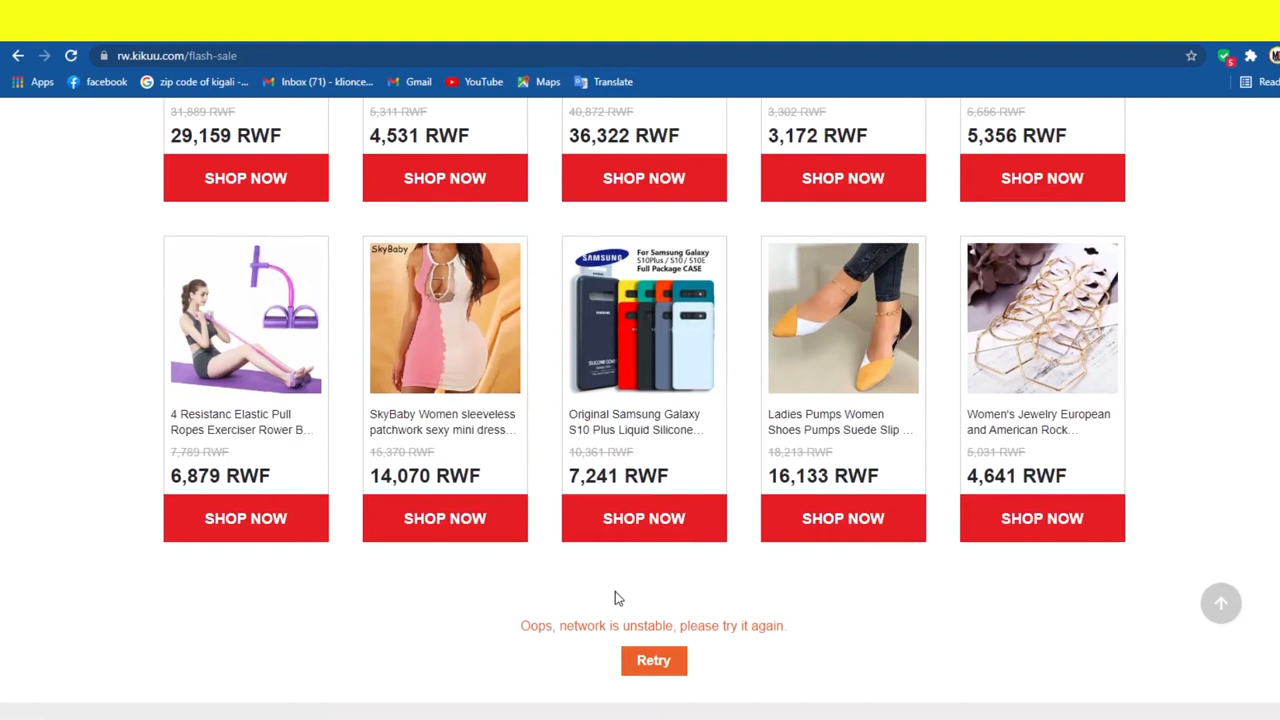 rw.kikuu.com/flash-sale
5
Apps facebook zip code of kigali -... Inbox (71) - klionce... Gmail YouTube Maps Translate Read
31,889 RWF 5,311 RWF 40,872 RWF 3,302 RWF 6,656 RWF
29,159 RWF 4,531 RWF 36,322 RWF 3,172 RWF 5,356 RWF
SHOP NOW SHOP NOW SHOP NOW SHOP NOW SHOP NOW
SkyBaby
SAMSUNG
For Samsung Galaxy
S10Plus / S10 / S10E
Full Package CASE
4 Resistanc Elastic Pull
Ropes Exerciser Rower B...
7,789 RWF
6,879 RWF
SHOP NOW
SkyBaby Women sleeveless
patchwork sexy mini dress...
15,370 RWF
14,070 RWF
SHOP NOW
Original Samsung Galaxy
S10 Plus Liquid Silicone...
10,361 RWF
7,241 RWF
SHOP NOW
Ladies Pumps Women
Shoes Pumps Suede Slip ...
18,213 RWF
16,133 RWF
SHOP NOW
Women's Jewelry European
and American Rock...
5,031 RWF
4,641 RWF
SHOP NOW
Oops, network is unstable, please try it again.
Retry